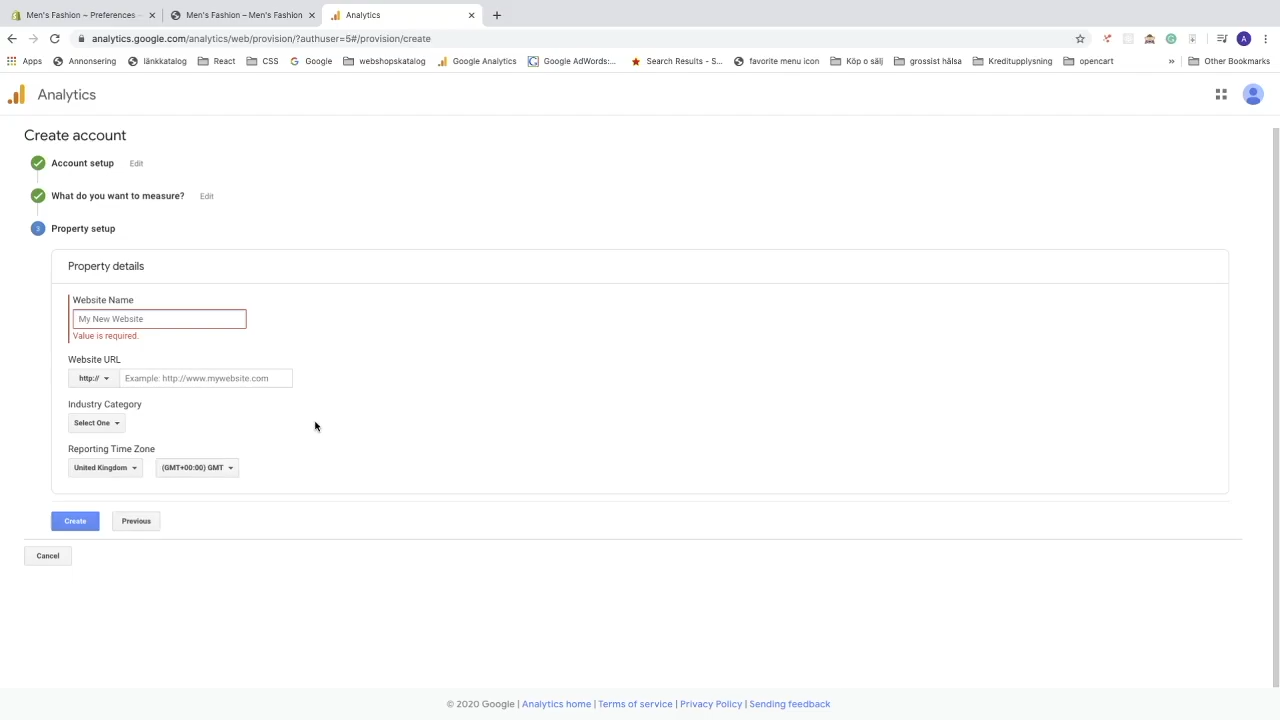 Men's Fashion ~ Preferences
Men's Fashion – Men's Fashion
Analytics
analytics.google.com/analytics/web/provision/?authuser=5#/provision/create
A
Apps
Annonsering
länkkatalog
React
CSS
Google
webshopskatalog
Google Analytics
Google AdWords:...
Search Results - S...
favorite menu icon
Köp o sälj
grossist hälsa
Kreditupplysning
opencart
»
Other Bookmarks
Analytics
Create account
Account setup Edit
What do you want to measure? Edit
3 Property setup
Property details
Website Name
My New Website
Value is required.
Website URL
http:// Example: http://www.mywebsite.com
Industry Category
Select One
Reporting Time Zone
United Kingdom (GMT+00:00) GMT
Create Previous
Cancel
© 2020 Google | Analytics home | Terms of service | Privacy Policy | Sending feedback